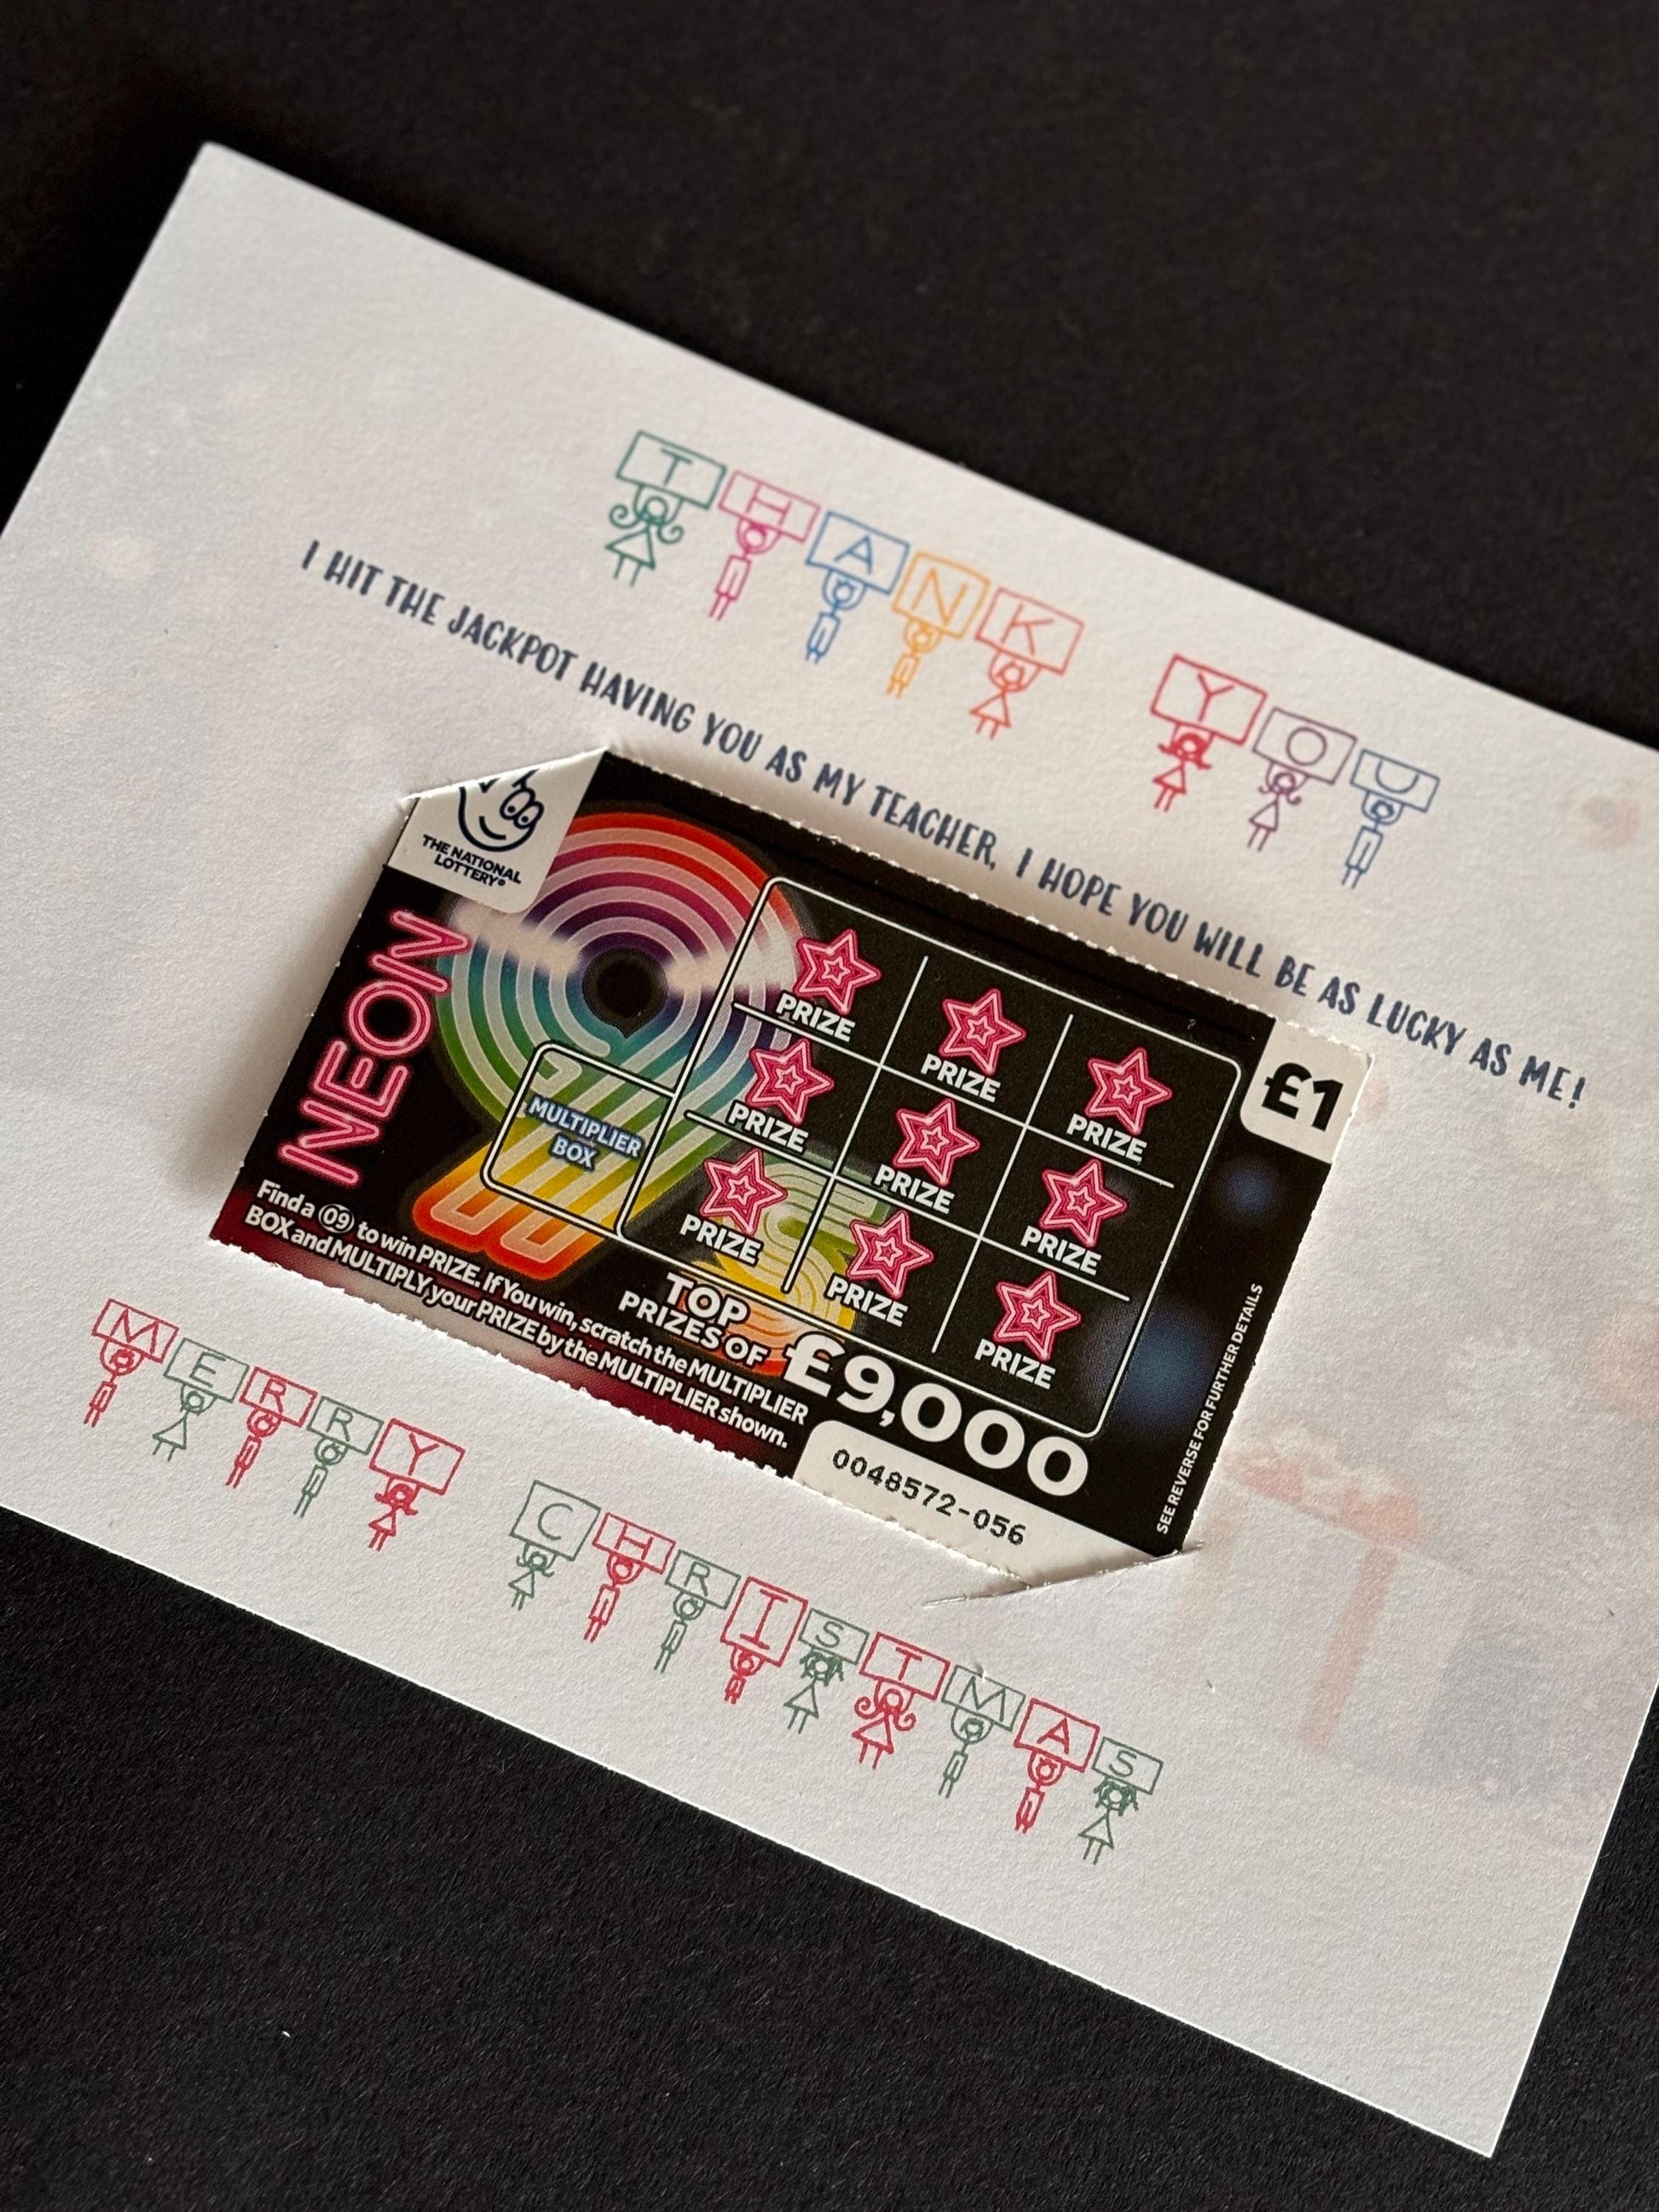 THANK YOU
I HIT THE JACKPOT HAVING YOU AS MY TEACHER, I HOPE YOU WILL BE AS LUCKY AS ME!
THE NATIONAL
LOTTERY®
NEON
£1
PRIZE PRIZE PRIZE
PRIZE PRIZE PRIZE
PRIZE PRIZE PRIZE
MULTIPLIER
BOX
Find a 09 to win PRIZE. If You win, scratch the MULTIPLIER
BOX and MULTIPLY your PRIZE by the MULTIPLIER shown.
TOP
PRIZES OF
£9,000
0048572-056
SEE REVERSE FOR FURTHER DETAILS
MERRY CHRISTMAS